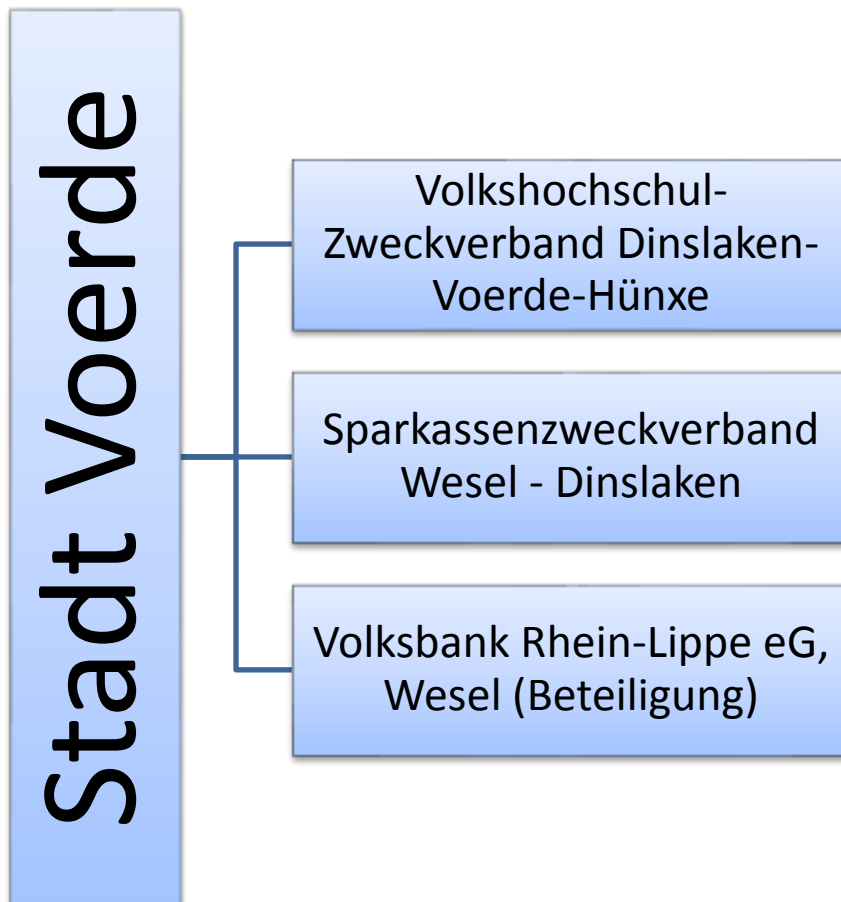 Stadt Voerde
Volkshochschul-
Zweckverband Dinslaken-
Voerde-Hünxe
Sparkassenzweckverband
Wesel - Dinslaken
Volksbank Rhein-Lippe eG,
Wesel (Beteiligung)